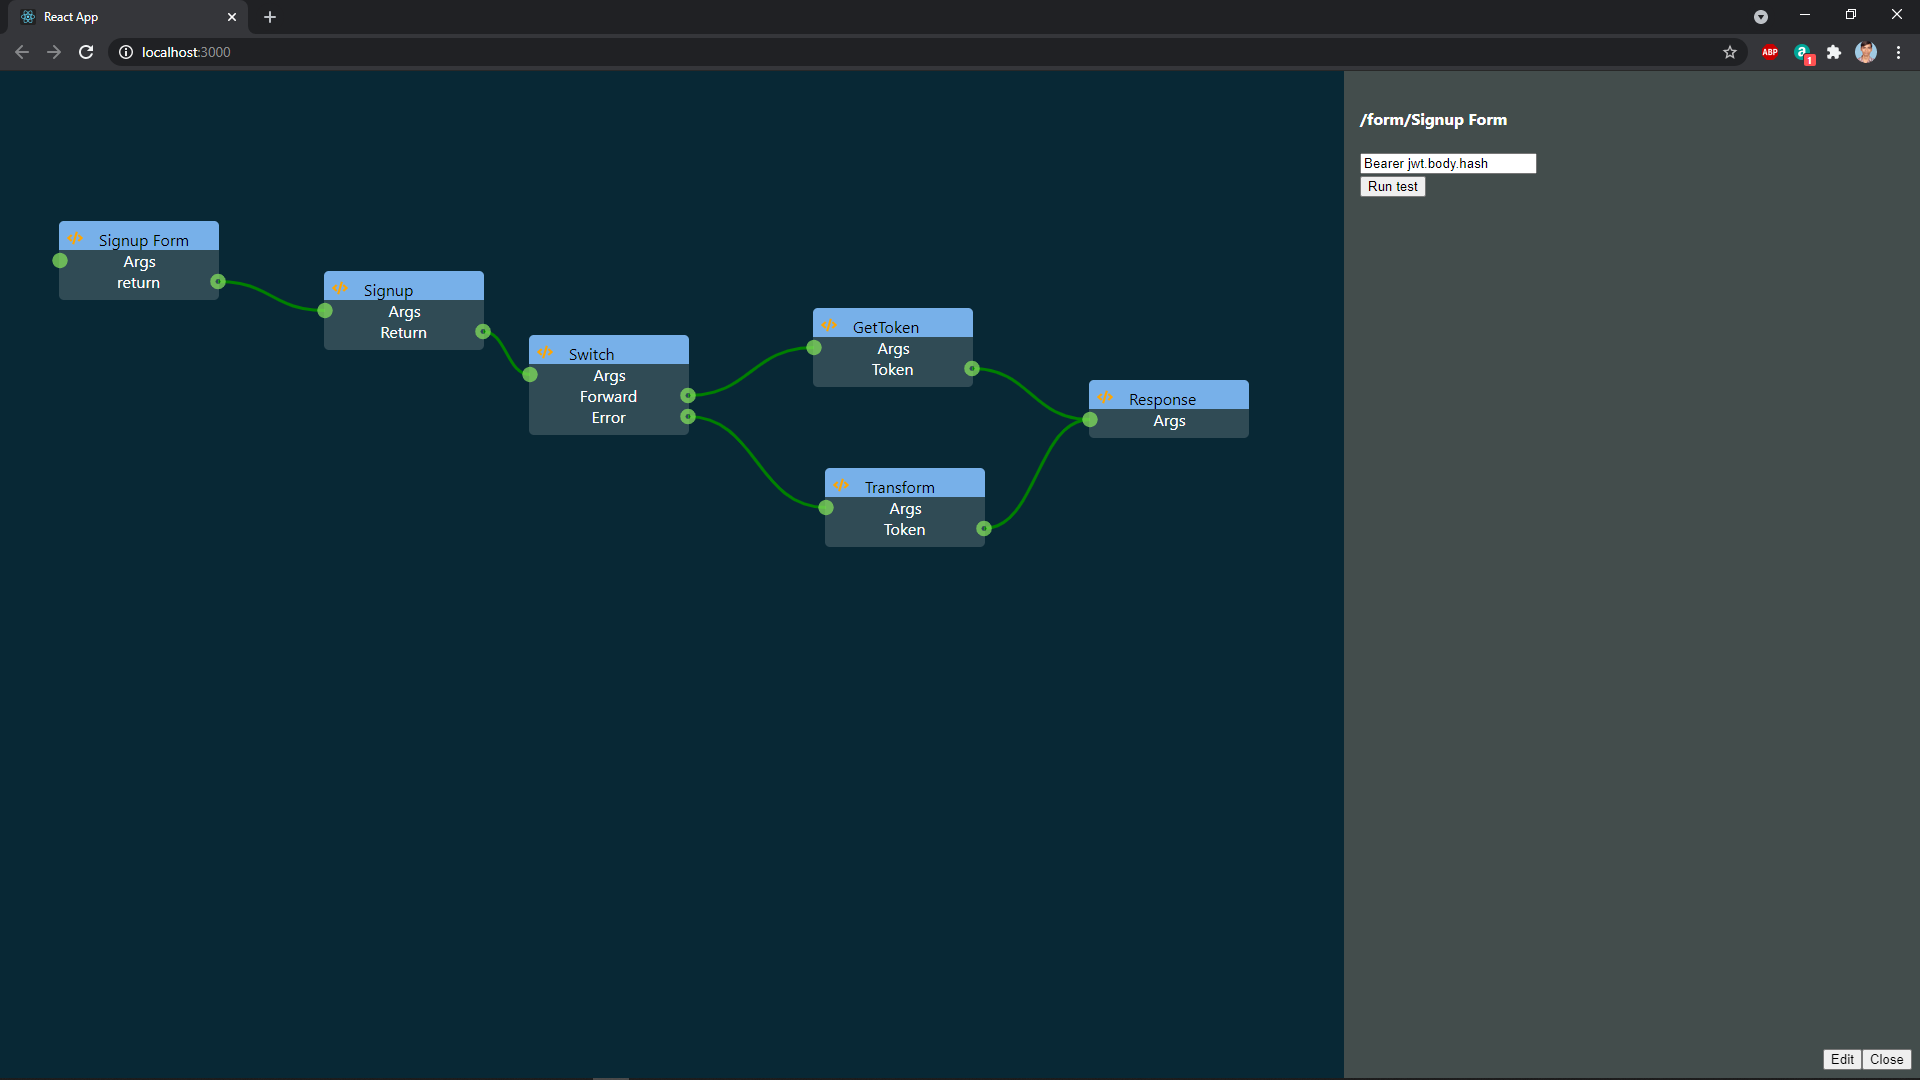 React App
localhost:3000
ABP
a
1
/form/Signup Form
Bearer jwt.body.hash
Run test
</> Signup Form
Args
return
</> Signup
Args
Return
</> Switch
Args
Forward
Error
</> GetToken
Args
Token
</> Transform
Args
Token
</> Response
Args
Edit
Close